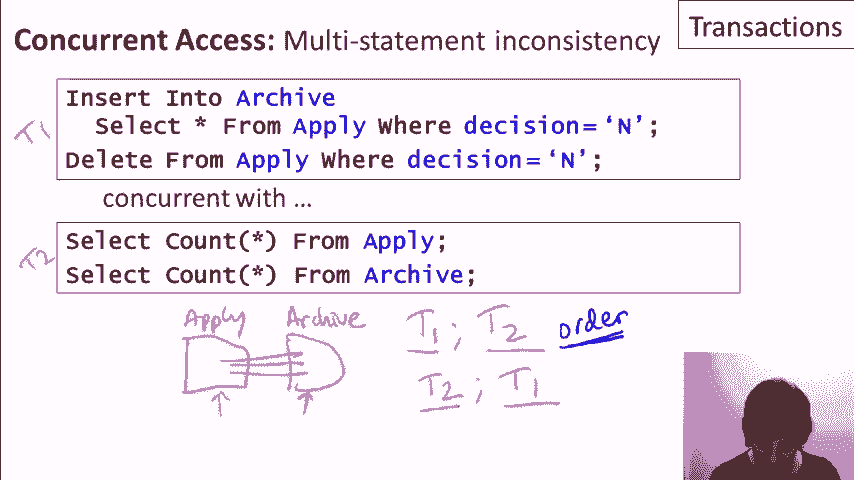 Transactions
Concurrent Access: Multi-statement inconsistency
T1
Insert Into Archive
Select * From Apply Where decision=‘N’;
Delete From Apply Where decision=‘N’;
concurrent with …
T2
Select Count(*) From Apply;
Select Count(*) From Archive;
Apply Archive
T1 ; T2 order
T2 ; T1